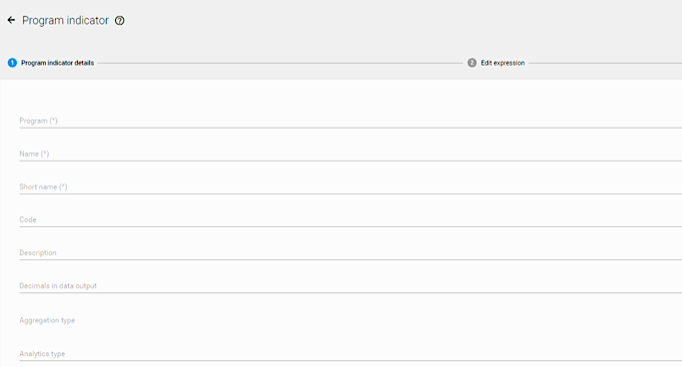 Program indicator
1 Program indicator details 2 Edit expression
Program (*)
Name (*)
Short name (*)
Code
Description
Decimals in data output
Aggregation type
Analytics type